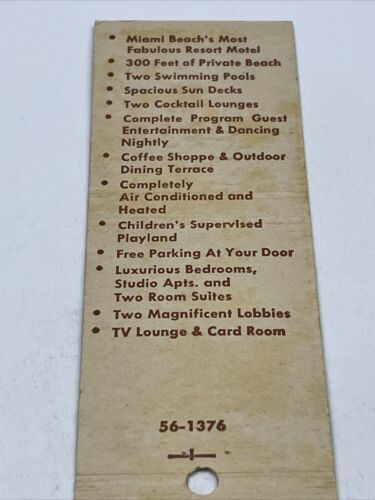 • Miami Beach's Most
Fabulous Resort Motel
• 300 Feet of Private Beach
• Two Swimming Pools
• Spacious Sun Decks
• Two Cocktail Lounges
• Complete Program Guest
Entertainment & Dancing
Nightly
• Coffee Shoppe & Outdoor
Dining Terrace
• Completely
Air Conditioned and
Heated
• Children's Supervised
Playland
• Free Parking At Your Door
• Luxurious Bedrooms,
Studio Apts. and
Two Room Suites
• Two Magnificent Lobbies
• TV Lounge & Card Room
56-1376